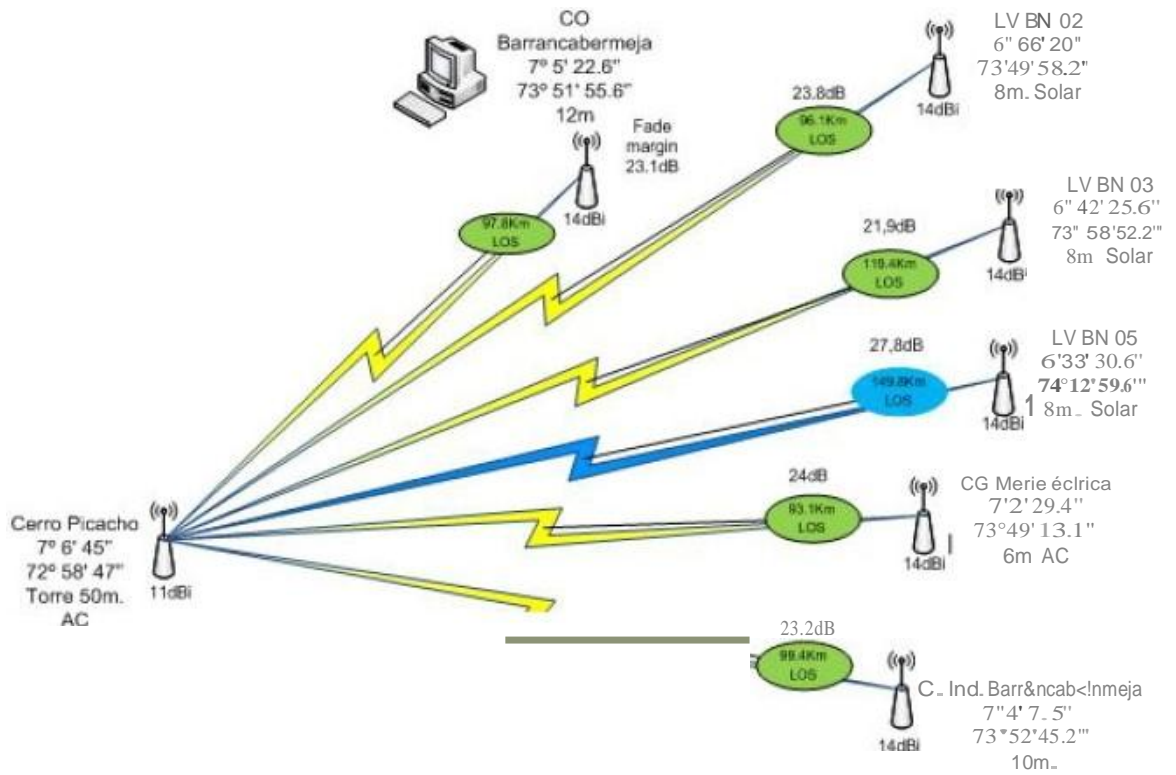 CO
Barrancabermeja
7º 5' 22.6"
73º 51' 55.6"
12m
Fade
margin
23.1dB
14dBi
97.8Km
LOS
LV BN 02
6" 66' 20"
73'49' 58.2"
8m. Solar
23.8dB
96.1Km
LOS
14dBi
LV BN 03
6" 42' 25.6''
73" 58'52.2"
8m Solar
21,9dB
119.4Km
LOS
14dBi
LV BN 05
6'33' 30.6''
74°12'59.6'"
1 8m. Solar
27,8dB
149.8Km
LOS
14dBi
CG Merie éclrica
7'2'29.4''
73°49'13.1''
6m AC
24dB
93.1Km
LOS
14dBi
Cerro Picacho
7º 6' 45"
72º 58' 47"
Torre 50m.
AC
11dBi
23.2dB
99.4Km
LOS
C. Ind. Barr&ncab<!nmeja
7"4'7.5"
73"52'45.2'"
10m.
14dBi